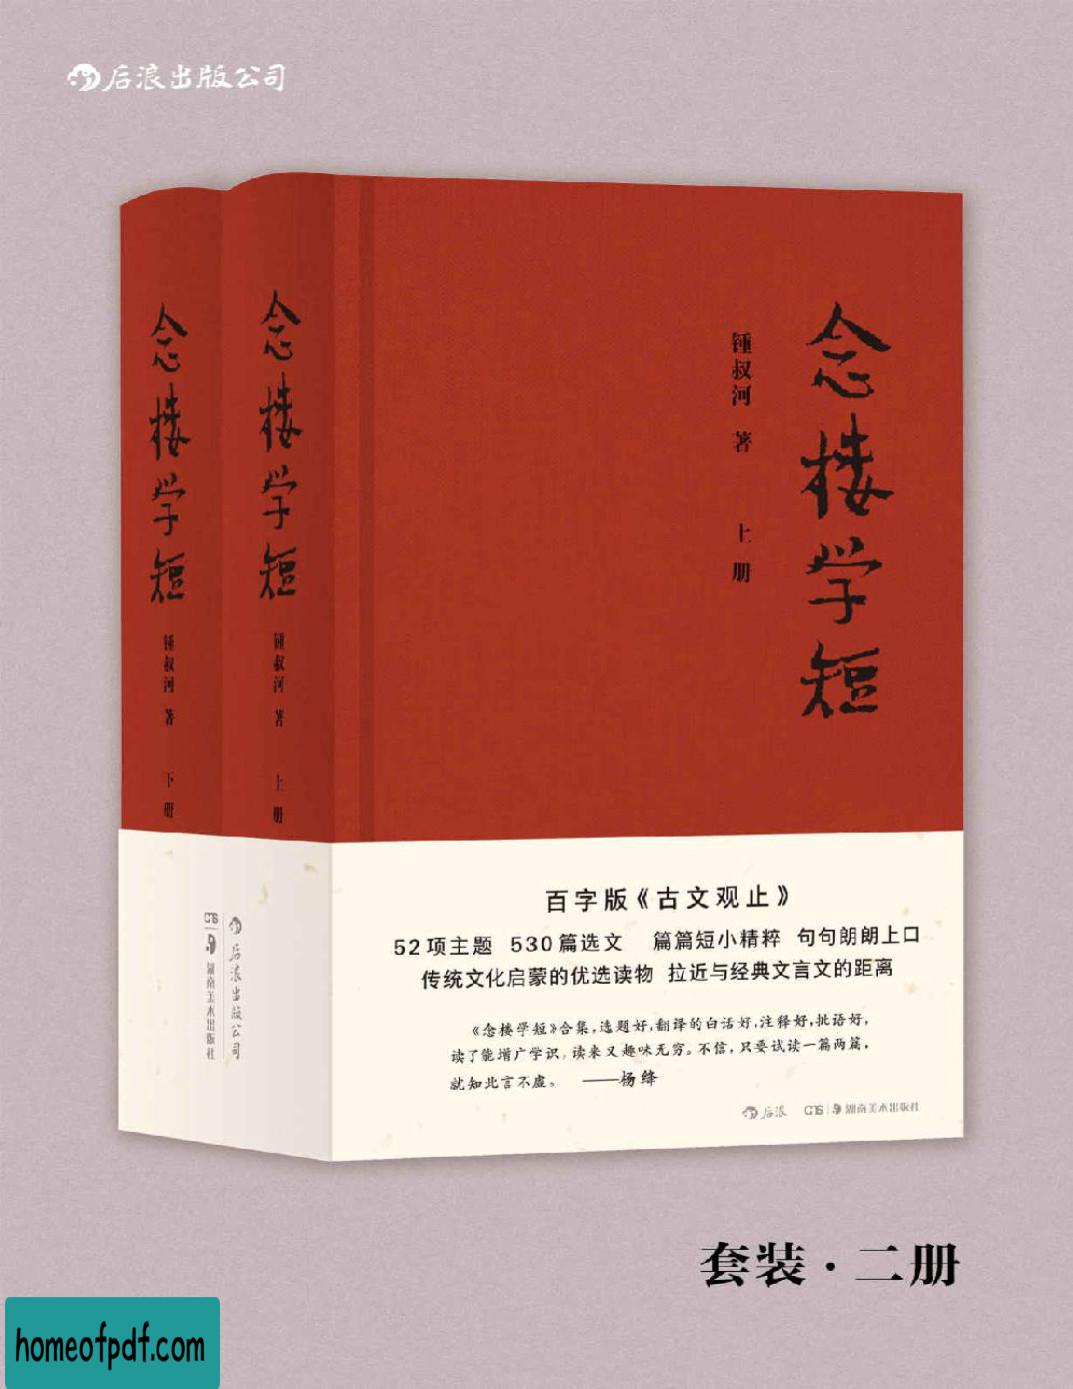 后浪出版公司
念楼学短
锺叔河 著
上册
念楼学短
锺叔河 著
上册
念楼学短
锺叔河 著
下册
百字版《古文观止》
52项主题 530篇选文 篇篇短小精粹 句句朗朗上口
传统文化启蒙的优选读物 拉近与经典文言文的距离
《念楼学短》合集，选题好，翻译的白话好，注释好，批语好，
读了能增广学识，读来又趣味无穷。不信，只要试读一篇两篇，
就知此言不虚。 ——杨绛
后浪
CNS
湖南美术出版社
后浪出版公司
CNS
湖南美术出版社
套装·二册
homeofpdf.com